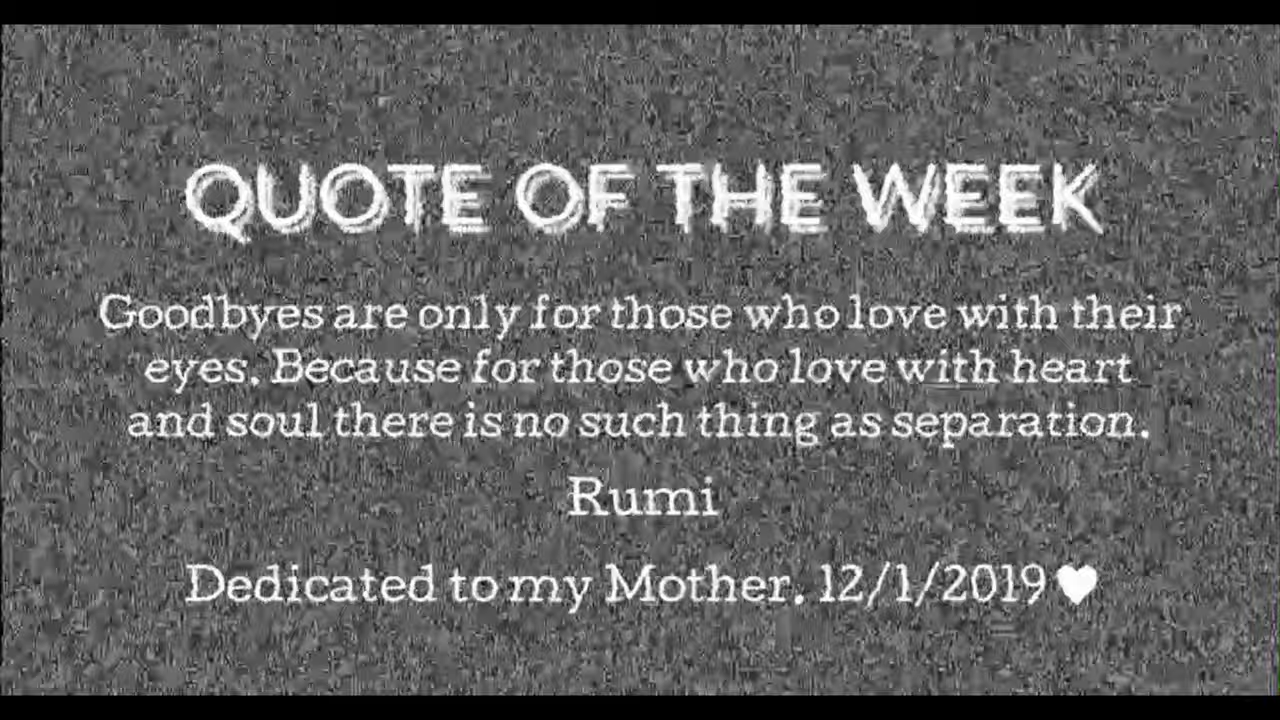 QUOTE OF THE WEEK
Goodbyes are only for those who love with their
eyes. Because for those who love with heart
and soul there is no such thing as separation.
Rumi
Dedicated to my Mother. 12/1/2019 ♥